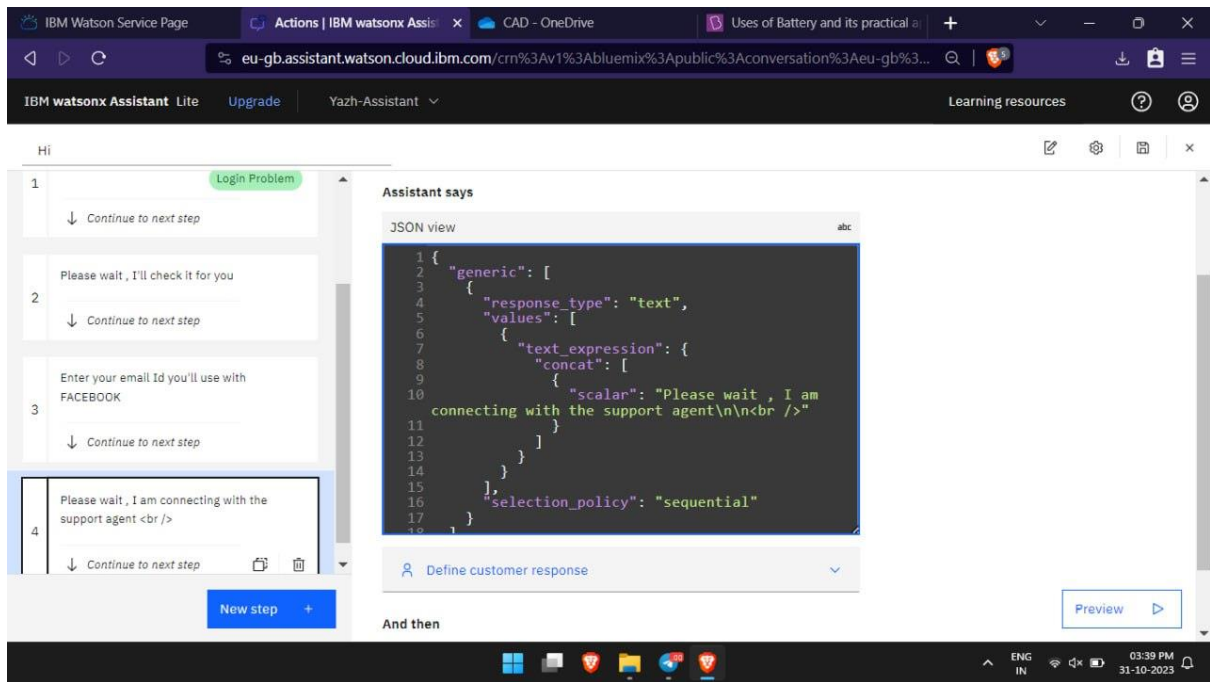 IBM Watson Service Page
Actions | IBM watsonx Assist
CAD - OneDrive
Uses of Battery and its practical a
eu-gb.assistant.watson.cloud.ibm.com/crn%3Av1%3Abluemix%3Apublic%3Aconversation%3Aeu-gb%3...
5
IBM watsonx Assistant Lite Upgrade Yazh-Assistant Learning resources
Hi
1
Login Problem
Continue to next step
2
Please wait , I'll check it for you
Continue to next step
3
Enter your email Id you'll use with
FACEBOOK
Continue to next step
4
Please wait , I am connecting with the
support agent <br />
Continue to next step
New step +
Assistant says
JSON view abc
1 {
2 "generic": [
3 {
4 "response_type": "text",
5 "values": [
6 {
7 "text_expression": {
8 "concat": [
9 {
10 "scalar": "Please wait , I am
connecting with the support agent\n\n<br />"
11 }
12 ]
13 }
14 }
15 ],
16 "selection_policy": "sequential"
17 }
18 ]
Define customer response
And then
Preview
ENG
IN
03:39 PM
31-10-2023